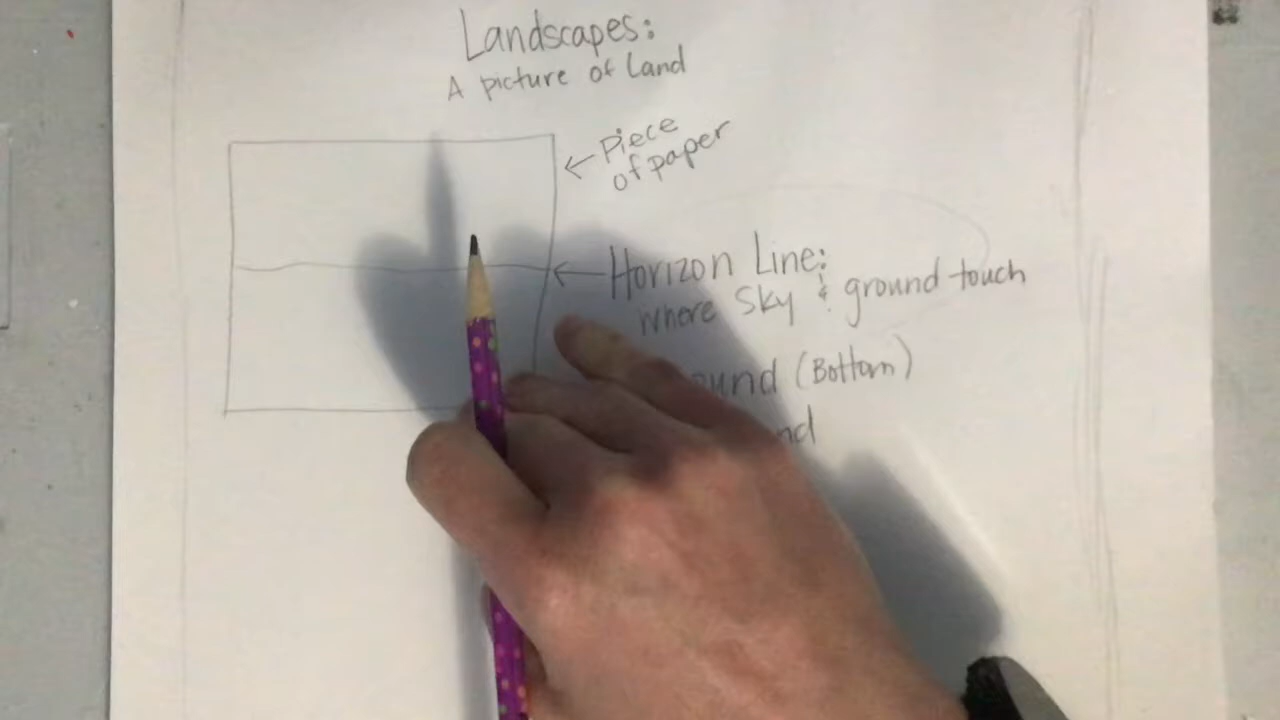 Landscapes:
A picture of Land
← Piece
of paper
← Horizon Line:
where Sky & ground touch
(Bottom)